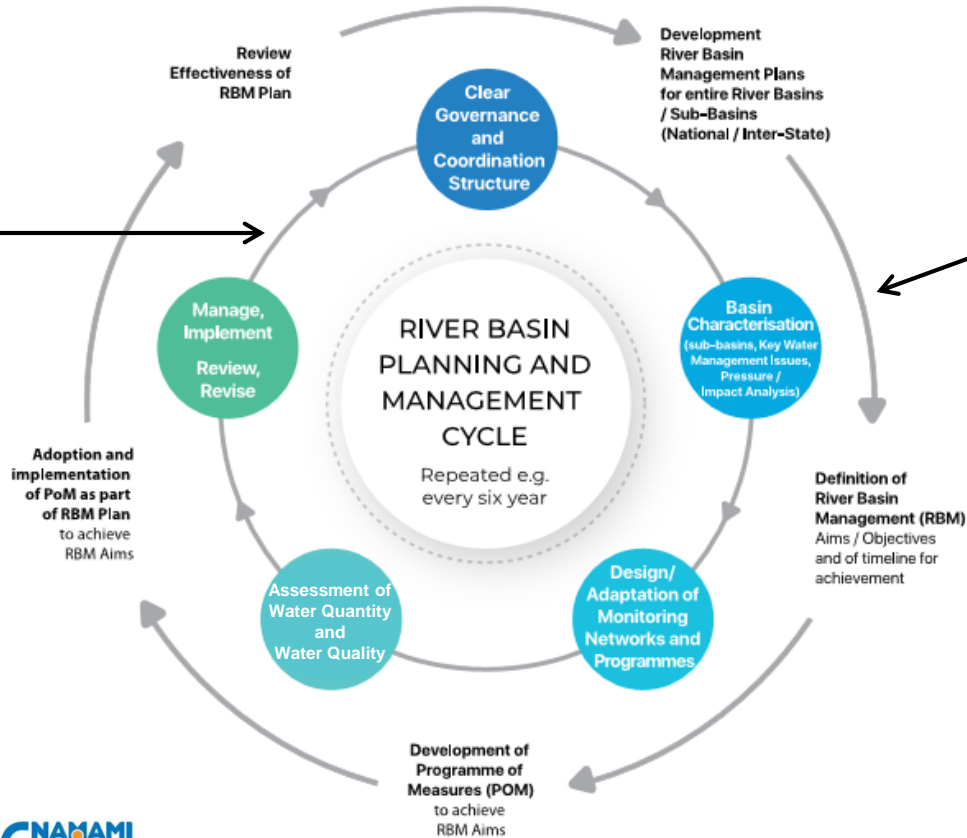 Review
Effectiveness of
RBM Plan
Development
River Basin
Management Plans
for entire River Basins
/ Sub-Basins
(National / Inter-State)
Clear
Governance
and
Coordination
Structure
Manage,
Implement
Review,
Revise
Basin
Characterisation
(sub-basins, Key Water
Management Issues,
Pressure /
Impact Analysis)
RIVER BASIN
PLANNING AND
MANAGEMENT
CYCLE
Repeated e.g.
every six year
Adoption and
implementation
of PoM as part
of RBM Plan
to achieve
RBM Aims
Definition of
River Basin
Management (RBM)
Aims / Objectives
and of timeline for
achievement
Assessment of
Water Quantity
and
Water Quality
Design/
Adaptation of
Monitoring
Networks and
Programmes
Development of
Programme of
Measures (POM)
to achieve
RBM Aims
NAMAMI